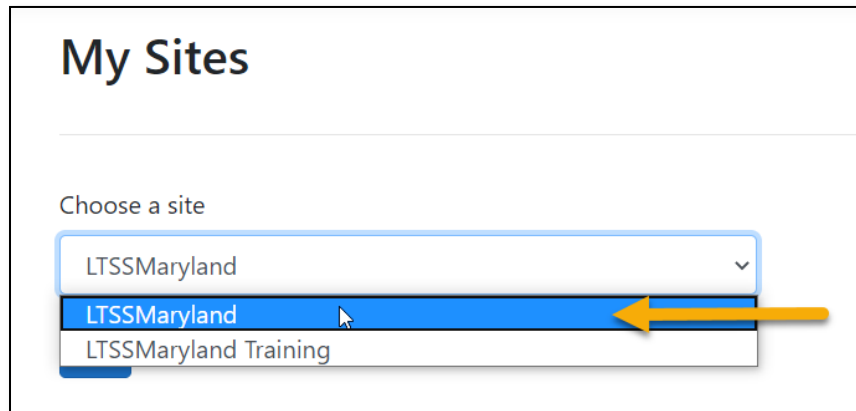 My Sites
Choose a site
LTSSMaryland
LTSSMaryland
LTSSMaryland Training